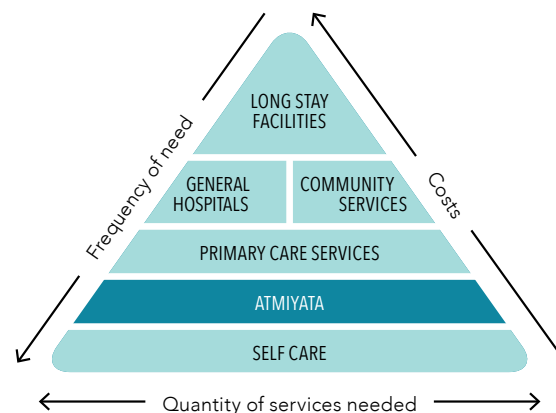 LONG STAY
FACILITIES
GENERAL
HOSPITALS
COMMUNITY
SERVICES
PRIMARY CARE SERVICES
ATMIYATA
SELF CARE
Frequency of need
Costs
Quantity of services needed